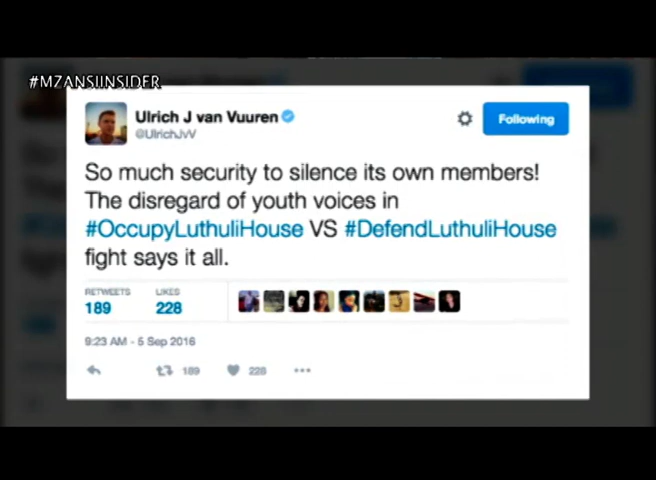 #MZANSIINSIDER
Ulrich J van Vuuren
@UlrichJvV
Following
So much security to silence its own members!
The disregard of youth voices in
#OccupyLuthuliHouse VS #DefendLuthuliHouse
fight says it all.
RETWEETS LIKES
189 228
9:23 AM - 5 Sep 2016
189 228